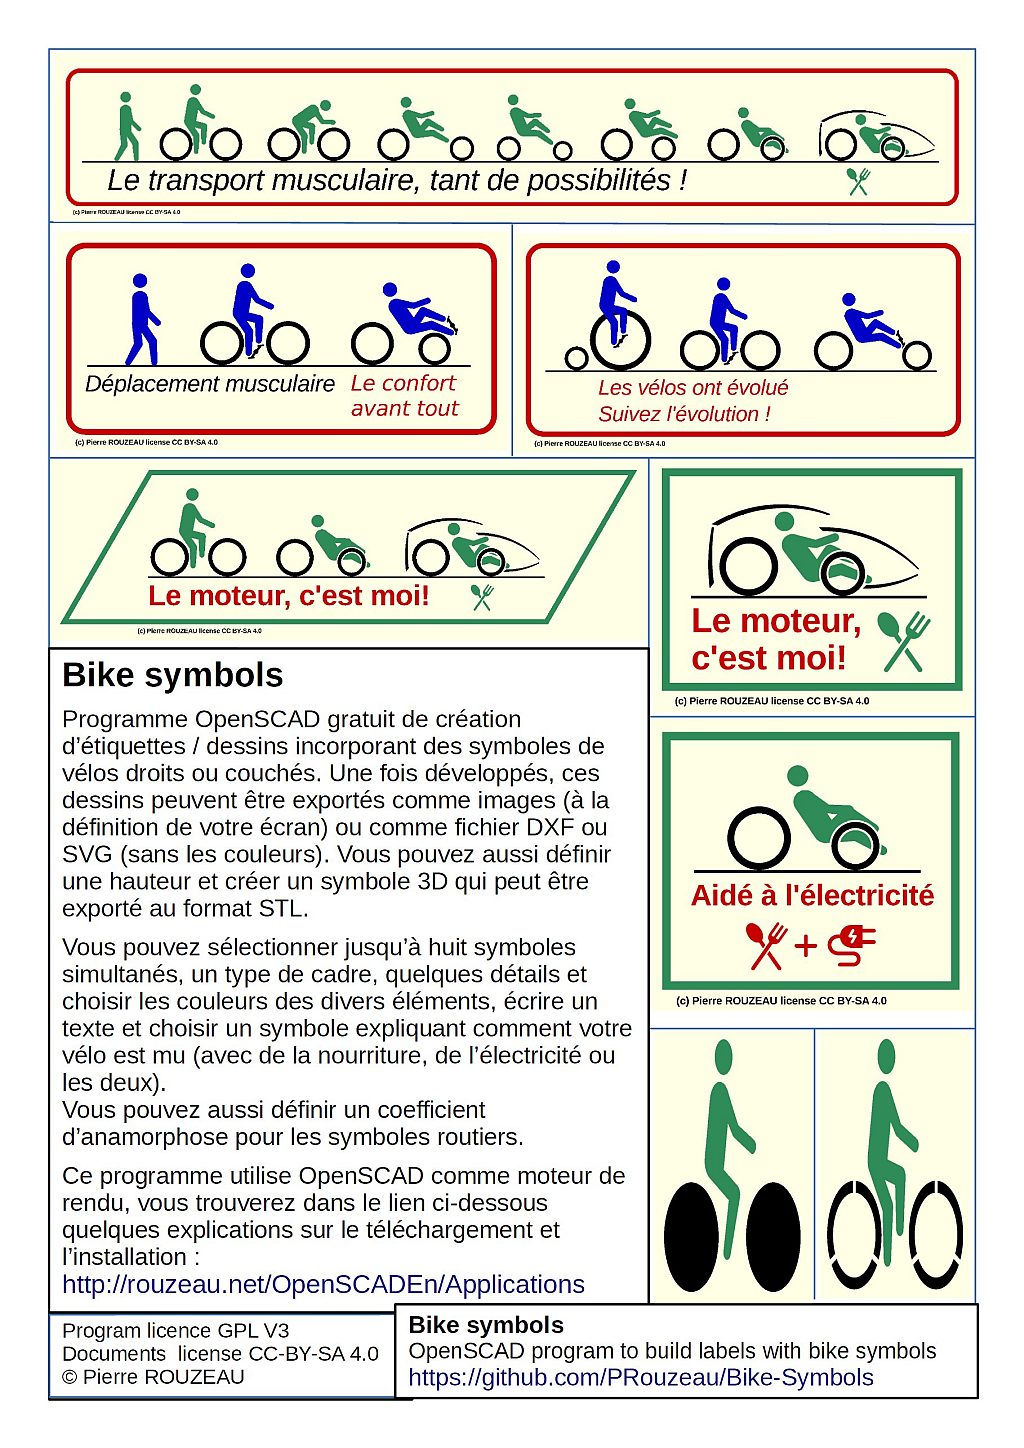 Le transport musculaire, tant de possibilités !
(c) Pierre ROUZEAU license CC BY-SA 4.0
Déplacement musculaire
Le confort
avant tout
(c) Pierre ROUZEAU license CC BY-SA 4.0
Les vélos ont évolué
Suivez l'évolution !
(c) Pierre ROUZEAU license CC BY-SA 4.0
Le moteur, c'est moi!
(c) Pierre ROUZEAU license CC BY-SA 4.0
Le moteur,
c'est moi!
(c) Pierre ROUZEAU license CC BY-SA 4.0
Aidé à l'électricité
(c) Pierre ROUZEAU license CC BY-SA 4.0
Bike symbols
Programme OpenSCAD gratuit de création
d’étiquettes / dessins incorporant des symboles de
vélos droits ou couchés. Une fois développés, ces
dessins peuvent être exportés comme images (à la
définition de votre écran) ou comme fichier DXF ou
SVG (sans les couleurs). Vous pouvez aussi définir
une hauteur et créer un symbole 3D qui peut être
exporté au format STL.
Vous pouvez sélectionner jusqu’à huit symboles
simultanés, un type de cadre, quelques détails et
choisir les couleurs des divers éléments, écrire un
texte et choisir un symbole expliquant comment votre
vélo est mu (avec de la nourriture, de l’électricité ou
les deux).
Vous pouvez aussi définir un coefficient
d’anamorphose pour les symboles routiers.
Ce programme utilise OpenSCAD comme moteur de
rendu, vous trouverez dans le lien ci-dessous
quelques explications sur le téléchargement et
l’installation :
http://rouzeau.net/OpenSCADEn/Applications
Program licence GPL V3
Documents license CC-BY-SA 4.0
© Pierre ROUZEAU
Bike symbols
OpenSCAD program to build labels with bike symbols
https://github.com/PRouzeau/Bike-Symbols